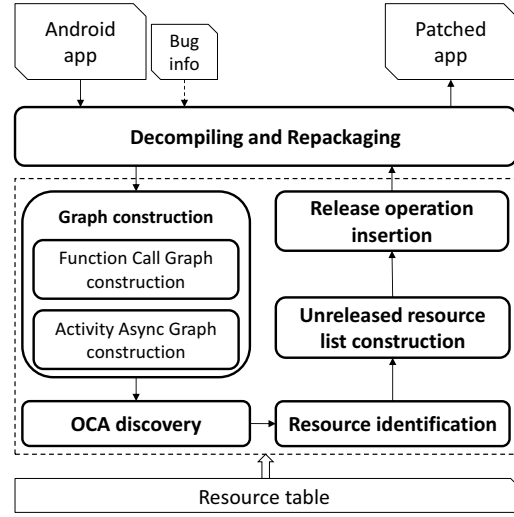 Android
app
Bug
info
Patched
app
Decompiling and Repackaging
Graph construction
Function Call Graph
construction
Activity Async Graph
construction
Release operation
insertion
Unreleased resource
list construction
OCA discovery
Resource identification
Resource table